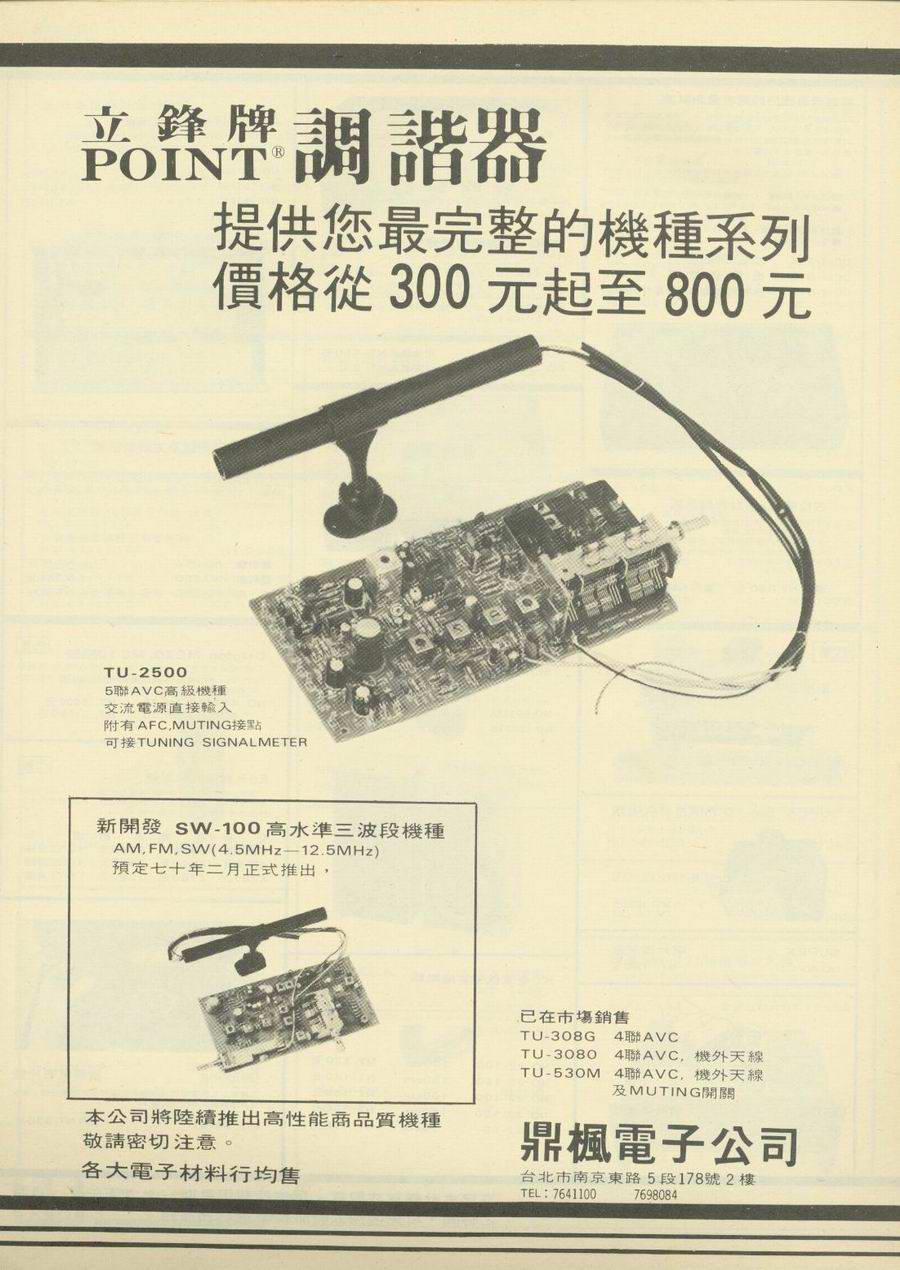 立鋒牌
POINT® 調諧器
提供您最完整的機種系列
價格從 300 元起至 800 元
TU-2500
5聯AVC高級機種
交流電源直接輸入
附有AFC,MUTING接點
可接TUNING SIGNALMETER
新開發 SW-100高水準三波段機種
AM,FM,SW(4.5MHz—12.5MHz)
預定七十年二月正式推出，
本公司將陸續推出高性能商品質機種
敬請密切注意。
各大電子材料行均售
已在市場銷售
TU-308G 4聯AVC
TU-3080 4聯AVC, 機外天線
TU-530M 4聯AVC, 機外天線
及MUTING開關
鼎楓電子公司
台北市南京東路5段178號2樓
TEL：7641100 7698084